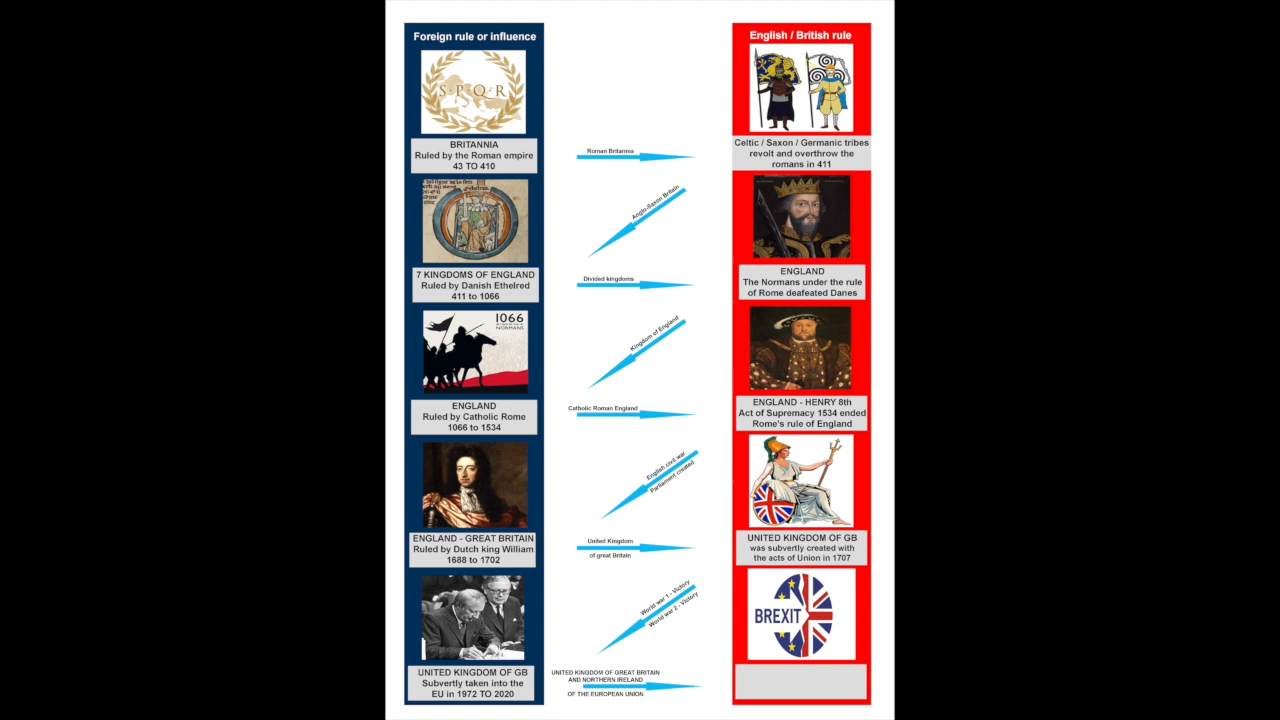 Foreign rule or influence
S·P·Q·R
BRITANNIA
Ruled by the Roman empire
43 TO 410
7 KINGDOMS OF ENGLAND
Ruled by Danish Ethelred
411 to 1066
1066
NORMANS
ENGLAND
Ruled by Catholic Rome
1066 to 1534
ENGLAND - GREAT BRITAIN
Ruled by Dutch king William
1688 to 1702
UNITED KINGDOM OF GB
Subvertly taken into the
EU in 1972 TO 2020
Roman Britannia
Anglo-Saxon Britain
Divided kingdoms
Kingdom of England
Catholic Roman England
English civil war
Parliament created
United Kingdom
of great Britain
World war 1 - Victory
World war 2 - Victory
UNITED KINGDOM OF GREAT BRITAIN
AND NORTHERN IRELAND
OF THE EUROPEAN UNION
English / British rule
Celtic / Saxon / Germanic tribes
revolt and overthrow the
romans in 411
ENGLAND
The Normans under the rule
of Rome deafeated Danes
ENGLAND - HENRY 8th
Act of Supremacy 1534 ended
Rome's rule of England
UNITED KINGDOM OF GB
was subvertly created with
the acts of Union in 1707
BREXIT